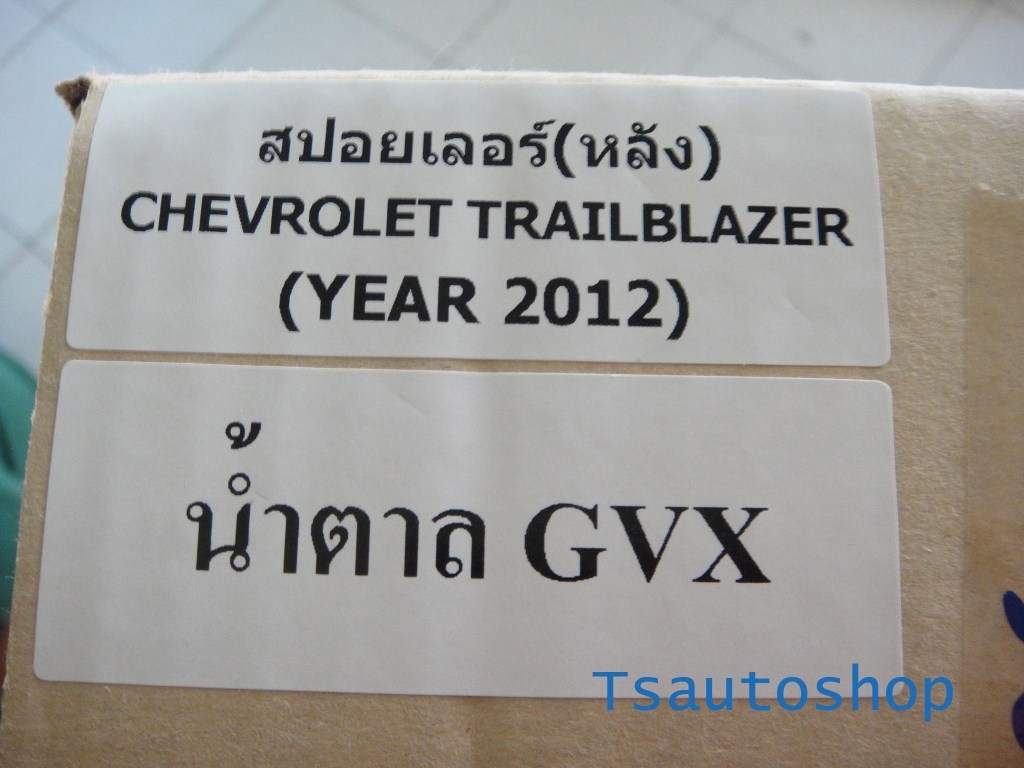 สปอยเลอร์(หลัง)
CHEVROLET TRAILBLAZER
(YEAR 2012)
น้ำตาล GVX
Tsautoshop